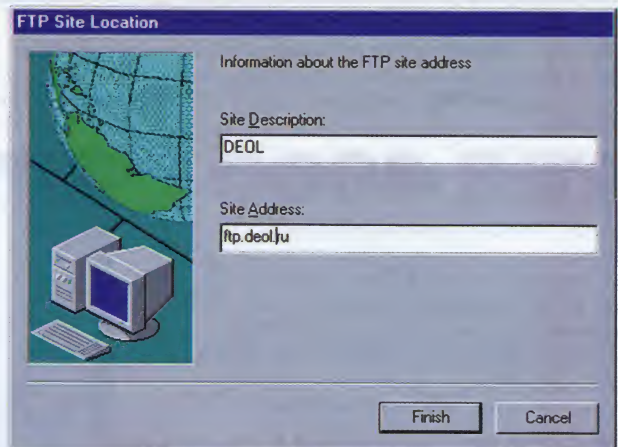 FTP Site Location
Information about the FTP site address
Site Description:
DEOL
Site Address:
ftp.deol.ru
Finish
Cancel